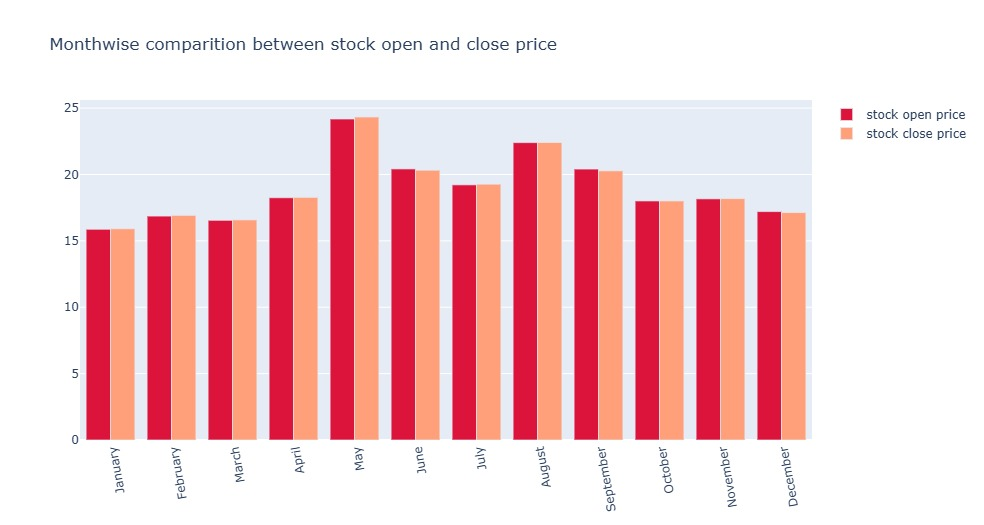 Monthwise comparition between stock open and close price
25
20
15
10
5
0
January
February
March
April
May
June
July
August
September
October
November
December
stock open price
stock close price